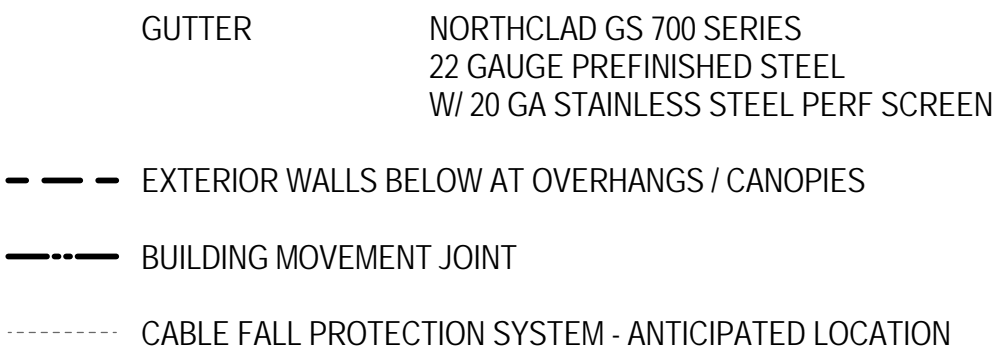 GUTTER NORTHCLAD GS 700 SERIES
22 GAUGE PREFINISHED STEEL
W/ 20 GA STAINLESS STEEL PERF SCREEN
EXTERIOR WALLS BELOW AT OVERHANGS / CANOPIES
BUILDING MOVEMENT JOINT
CABLE FALL PROTECTION SYSTEM - ANTICIPATED LOCATION